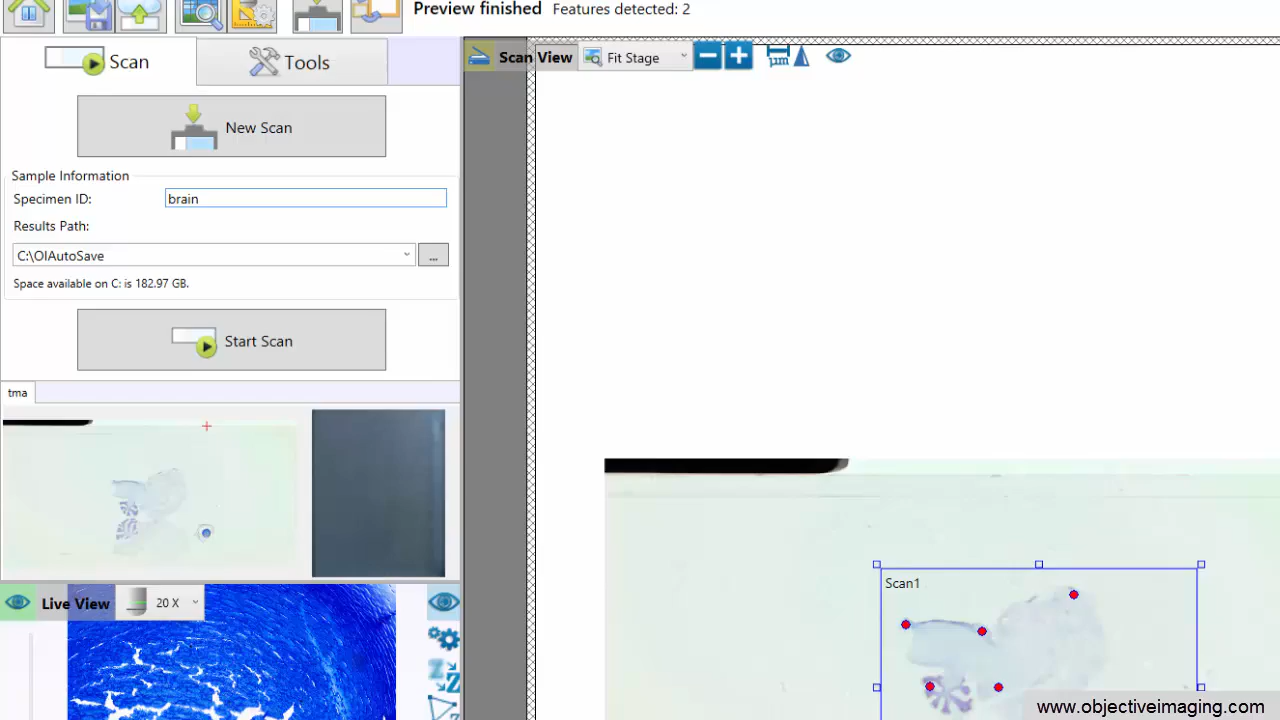 Preview finished Features detected: 2
Scan
Tools
Scan View
Fit Stage
µm
New Scan
Sample Information
Specimen ID: brain
Results Path:
C:\OIAutoSave
...
Space available on C: is 182.97 GB.
Start Scan
tma
Scan1
Live View
20 X
Z
Z
www.objectiveimaging.com